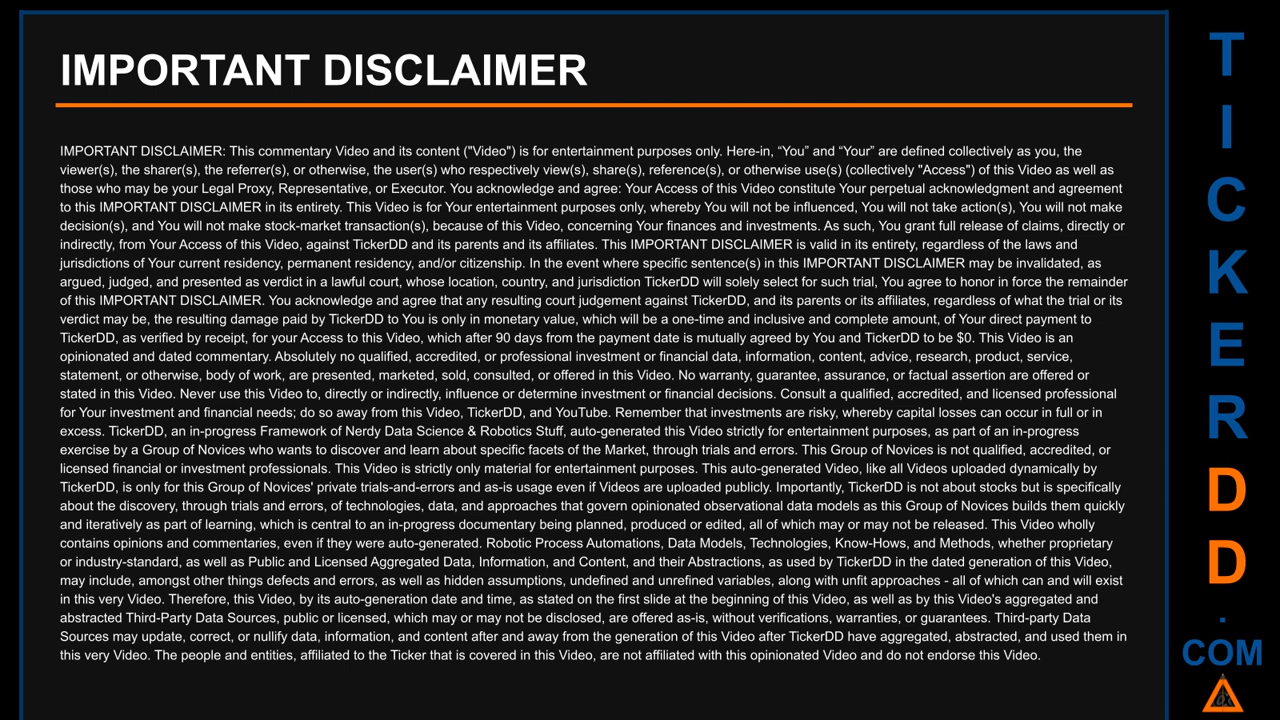 IMPORTANT DISCLAIMER
IMPORTANT DISCLAIMER: This commentary Video and its content ("Video") is for entertainment purposes only. Here-in, “You” and “Your” are defined collectively as you, the
viewer(s), the sharer(s), the referrer(s), or otherwise, the user(s) who respectively view(s), share(s), reference(s), or otherwise use(s) (collectively "Access") of this Video as well as
those who may be your Legal Proxy, Representative, or Executor. You acknowledge and agree: Your Access of this Video constitute Your perpetual acknowledgment and agreement
to this IMPORTANT DISCLAIMER in its entirety. This Video is for Your entertainment purposes only, whereby You will not be influenced, You will not take action(s), You will not make
decision(s), and You will not make stock-market transaction(s), because of this Video, concerning Your finances and investments. As such, You grant full release of claims, directly or
indirectly, from Your Access of this Video, against TickerDD and its parents and its affiliates. This IMPORTANT DISCLAIMER is valid in its entirety, regardless of the laws and
jurisdictions of Your current residency, permanent residency, and/or citizenship. In the event where specific sentence(s) in this IMPORTANT DISCLAIMER may be invalidated, as
argued, judged, and presented as verdict in a lawful court, whose location, country, and jurisdiction TickerDD will solely select for such trial, You agree to honor in force the remainder
of this IMPORTANT DISCLAIMER. You acknowledge and agree that any resulting court judgement against TickerDD, and its parents or its affiliates, regardless of what the trial or its
verdict may be, the resulting damage paid by TickerDD to You is only in monetary value, which will be a one-time and inclusive and complete amount, of Your direct payment to
TickerDD, as verified by receipt, for your Access to this Video, which after 90 days from the payment date is mutually agreed by You and TickerDD to be $0. This Video is an
opinionated and dated commentary. Absolutely no qualified, accredited, or professional investment or financial data, information, content, advice, research, product, service,
statement, or otherwise, body of work, are presented, marketed, sold, consulted, or offered in this Video. No warranty, guarantee, assurance, or factual assertion are offered or
stated in this Video. Never use this Video to, directly or indirectly, influence or determine investment or financial decisions. Consult a qualified, accredited, and licensed professional
for Your investment and financial needs; do so away from this Video, TickerDD, and YouTube. Remember that investments are risky, whereby capital losses can occur in full or in
excess. TickerDD, an in-progress Framework of Nerdy Data Science & Robotics Stuff, auto-generated this Video strictly for entertainment purposes, as part of an in-progress
exercise by a Group of Novices who wants to discover and learn about specific facets of the Market, through trials and errors. This Group of Novices is not qualified, accredited, or
licensed financial or investment professionals. This Video is strictly only material for entertainment purposes. This auto-generated Video, like all Videos uploaded dynamically by
TickerDD, is only for this Group of Novices' private trials-and-errors and as-is usage even if Videos are uploaded publicly. Importantly, TickerDD is not about stocks but is specifically
about the discovery, through trials and errors, of technologies, data, and approaches that govern opinionated observational data models as this Group of Novices builds them quickly
and iteratively as part of learning, which is central to an in-progress documentary being planned, produced or edited, all of which may or may not be released. This Video wholly
contains opinions and commentaries, even if they were auto-generated. Robotic Process Automations, Data Models, Technologies, Know-Hows, and Methods, whether proprietary
or industry-standard, as well as Public and Licensed Aggregated Data, Information, and Content, and their Abstractions, as used by TickerDD in the dated generation of this Video,
may include, amongst other things defects and errors, as well as hidden assumptions, undefined and unrefined variables, along with unfit approaches - all of which can and will exist
in this very Video. Therefore, this Video, by its auto-generation date and time, as stated on the first slide at the beginning of this Video, as well as by this Video's aggregated and
abstracted Third-Party Data Sources, public or licensed, which may or may not be disclosed, are offered as-is, without verifications, warranties, or guarantees. Third-party Data
Sources may update, correct, or nullify data, information, and content after and away from the generation of this Video after TickerDD have aggregated, abstracted, and used them in
this very Video. The people and entities, affiliated to the Ticker that is covered in this Video, are not affiliated with this opinionated Video and do not endorse this Video.
T
I
C
K
E
R
D
D
.
COM